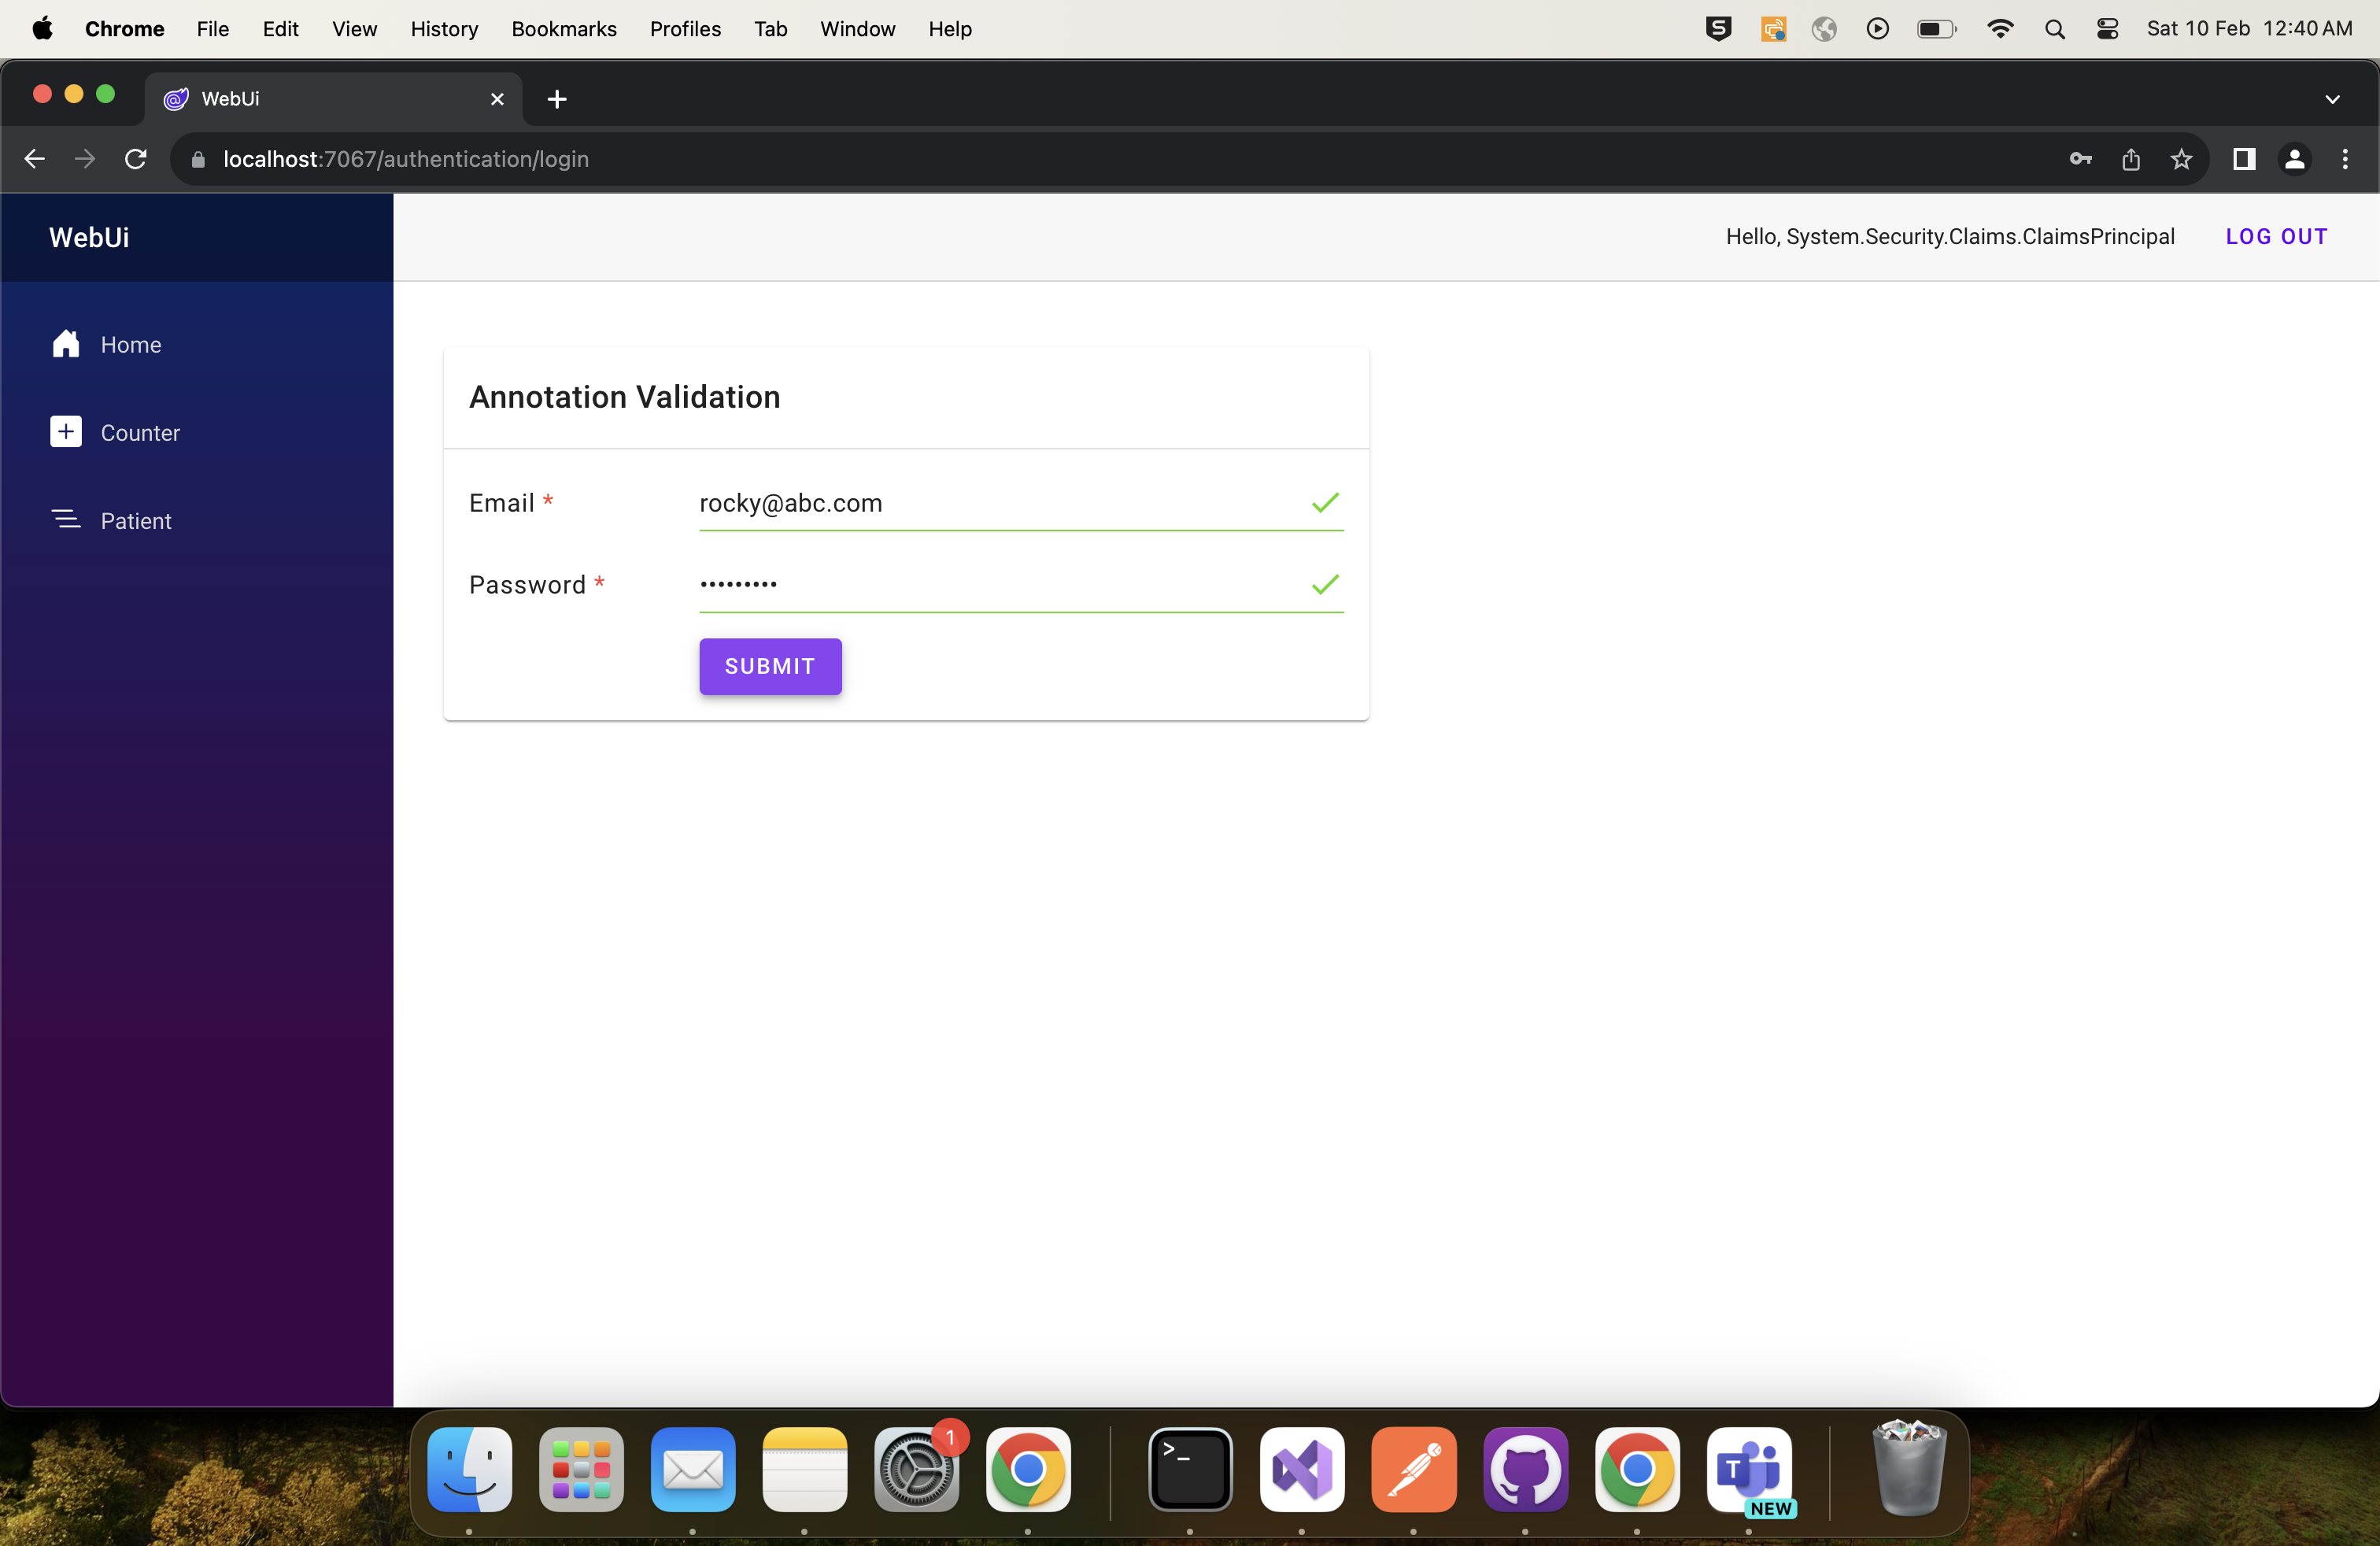 Chrome File Edit View History Bookmarks Profiles Tab Window Help S Sat 10 Feb 12:40 AM
WebUi
localhost:7067/authentication/login
WebUi Hello, System.Security.Claims.ClaimsPrincipal LOG OUT
Home
Counter
Patient
Annotation Validation
Email * rocky@abc.com
Password * •••••••••
SUBMIT
1
>_
T
NEW